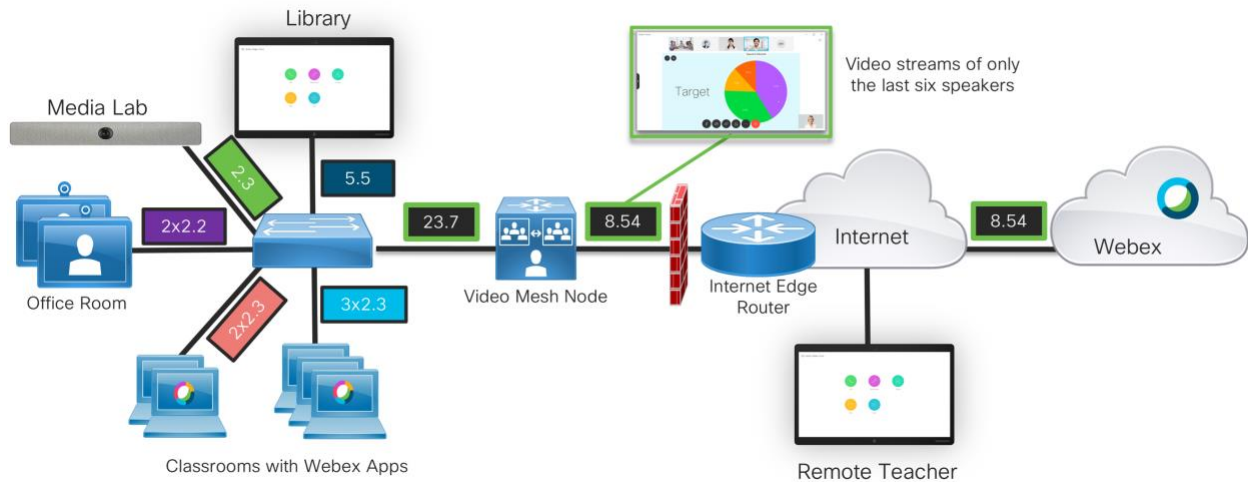 Library
Media Lab
Video streams of only
the last six speakers
Target
2.3
5.5
2x2.2
23.7
8.54
8.54
Internet
Webex
Office Room
Video Mesh Node
Internet Edge
Router
2x2.3
3x2.3
Classrooms with Webex Apps
Remote Teacher